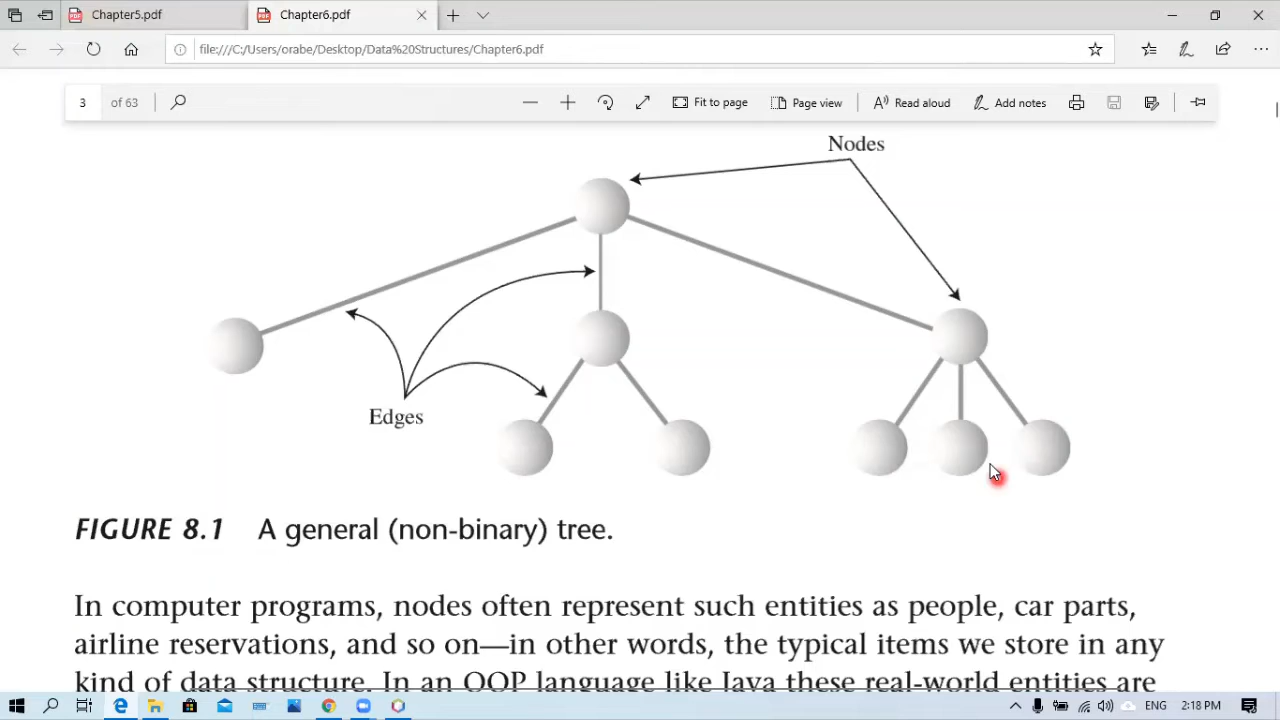 Chapter5.pdf
Chapter6.pdf
file:///C:/Users/orabe/Desktop/Data%20Structures/Chapter6.pdf
3 of 63
Fit to page
Page view
Read aloud
Add notes
Nodes
Edges
FIGURE 8.1 A general (non-binary) tree.
In computer programs, nodes often represent such entities as people, car parts,
airline reservations, and so on—in other words, the typical items we store in any
kind of data structure. In an OOP language like Java these real-world entities are
ENG 2:18 PM